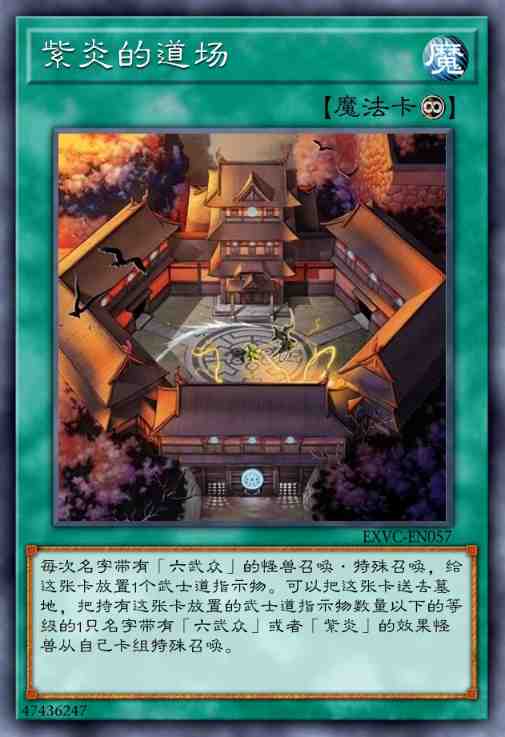 紫炎的道场
魔
【魔法卡♾】
EXVC-EN057
每次名字带有「六武众」的怪兽召唤·特殊召唤，给
这张卡放置1个武士道指示物。可以把这张卡送去墓
地，把持有这张卡放置的武士道指示物数量以下的等
级的1只名字带有「六武众」或者「紫炎」的效果怪
兽从自己卡组特殊召唤。
47436247